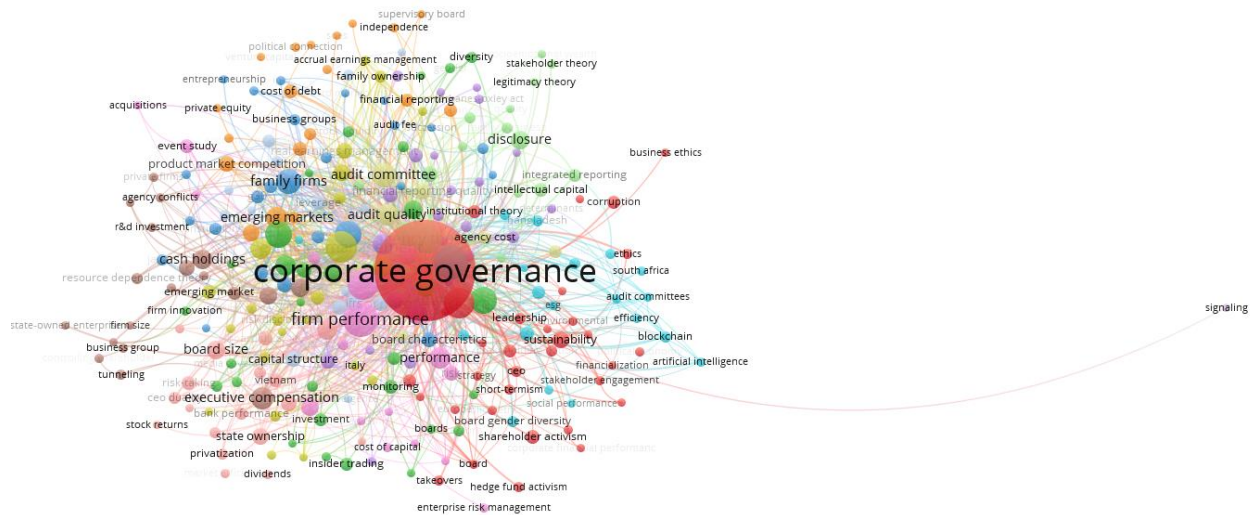 supervisory board
independence
political connection
accrual earnings management
diversity
stakeholder theory
entrepreneurship
family ownership
legitimacy theory
cost of debt
acquisitions
private equity
financial reporting
business groups
audit fee
disclosure
event study
business ethics
product market competition
audit committee
integrated reporting
family firms
financial reporting quality
intellectual capital
agency conflicts
leverage
corruption
emerging markets
audit quality
institutional theory
bangladesh
r&d investment
agency cost
ethics
cash holdings
corporate governance
south africa
resource dependence theory
emerging market
audit committees
firm innovation
esg
signaling
firm performance
leadership
efficiency
state-owned enterprise
firm size
board characteristics
sustainability
blockchain
business group
board size
capital structure
performance
artificial intelligence
italy
financialization
tunneling
vietnam
strategy
ceo
stakeholder engagement
monitoring
short-termism
executive compensation
social performance
bank performance
investment
board gender diversity
stock returns
boards
state ownership
shareholder activism
cost of capital
privatization
insider trading
board
dividends
takeovers
hedge fund activism
enterprise risk management